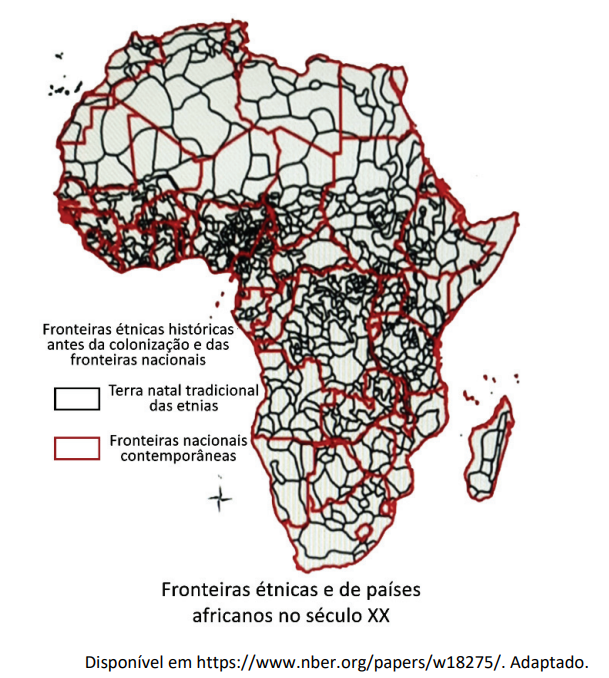 Fronteiras étnicas históricas
antes da colonização e das
fronteiras nacionais
Terra natal tradicional
das etnias
Fronteiras nacionais
contemporâneas
Fronteiras étnicas e de países
africanos no século XX
Disponível em https://www.nber.org/papers/w18275/. Adaptado.